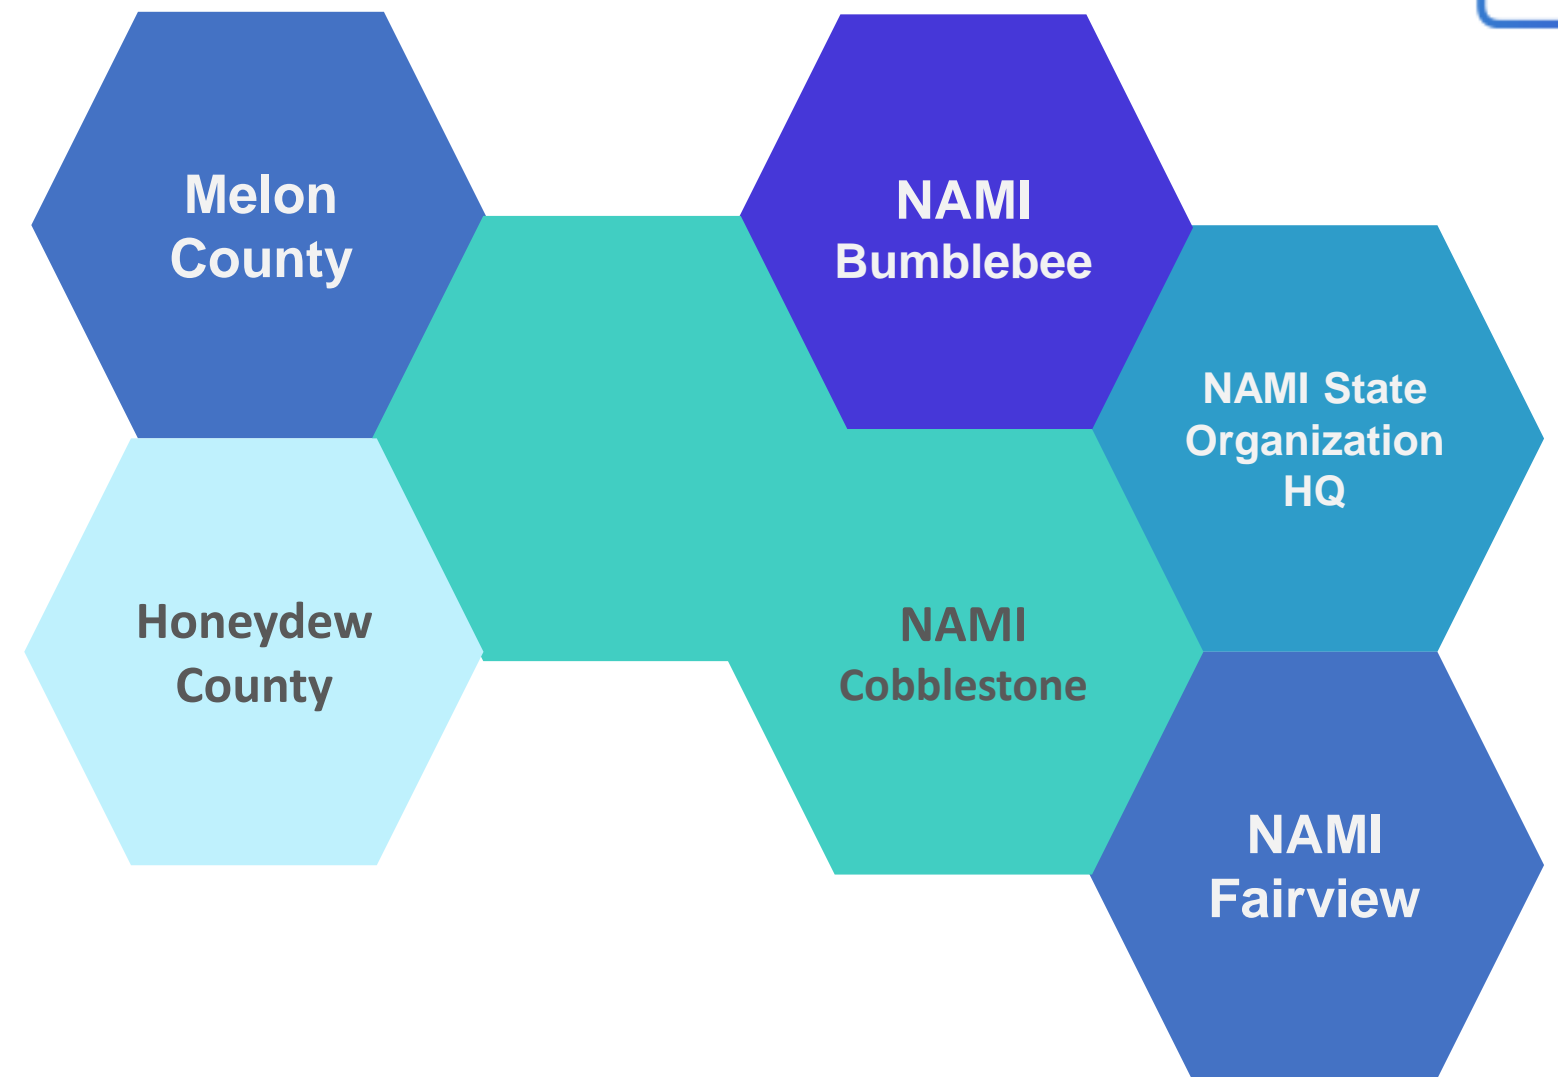 Melon
County
NAMI
Bumblebee
NAMI State
Organization
HQ
Honeydew
County
NAMI
Cobblestone
NAMI
Fairview